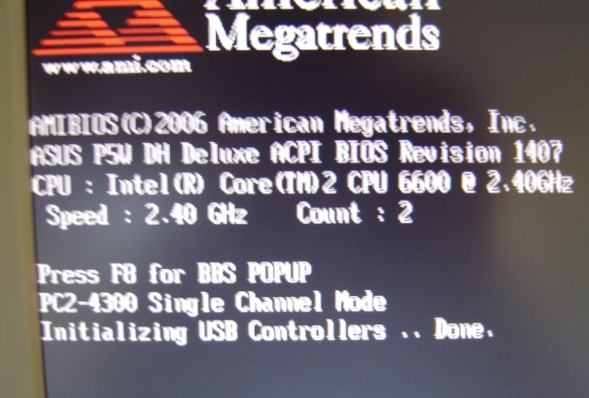 American
Megatrends
www.ami.com
AMIBIOS(C)2006 American Megatrends, Inc.
ASUS P5W DH Deluxe ACPI BIOS Revision 1407
CPU : Intel(R) Core(TM)2 CPU 6600 @ 2.40GHz
Speed : 2.40 GHz Count : 2
Press F8 for BBS POPUP
PC2-4300 Single Channel Mode
Initializing USB Controllers .. Done.